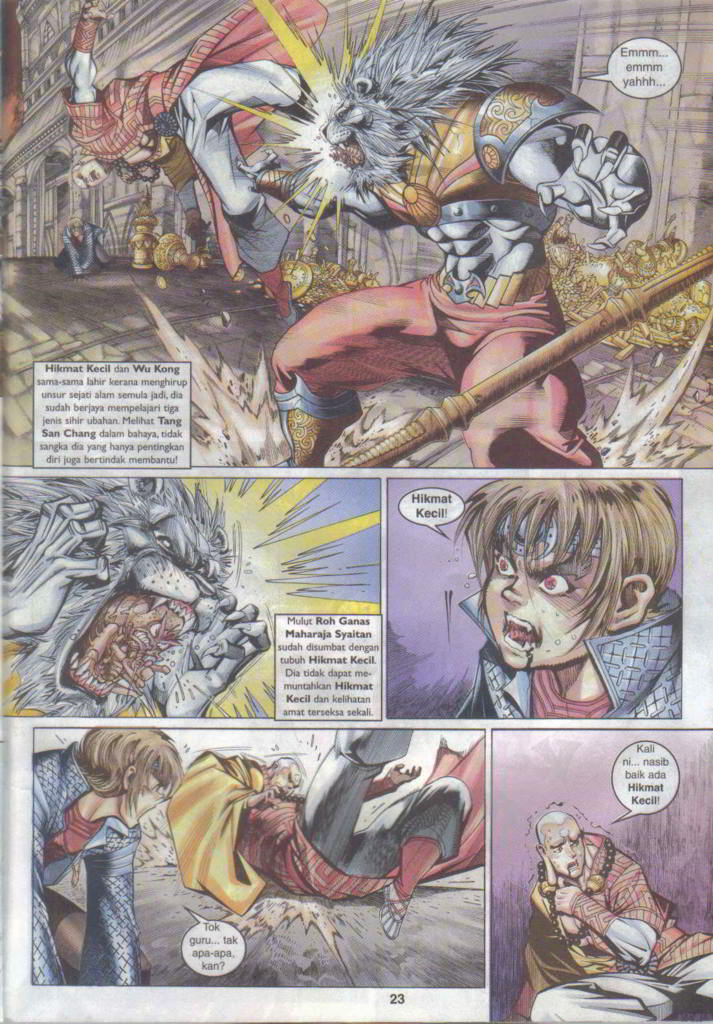 Emmm...
emmm
yahhh...
Hikmat Kecil dan Wu Kong
sama-sama lahir kerana menghirup
unsur sejati alam semula jadi, dia
sudah berjaya mempelajari tiga
jenis sihir ubahan. Melihat Tang
San Chang dalam bahaya, tidak
sangka dia yang hanya pentingkan
diri juga bertindak membantu!
Mulut Roh Ganas
Maharaja Syaitan
sudah disumbat dengan
tubuh Hikmat Kecil.
Dia tidak dapat me-
muntahkan Hikmat
Kecil dan kelihatan
amat terseksa sekali.
Hikmat
Kecil!
Tok
guru... tak
apa-apa,
kan?
Kali
ni... nasib
baik ada
Hikmat
Kecil!
23